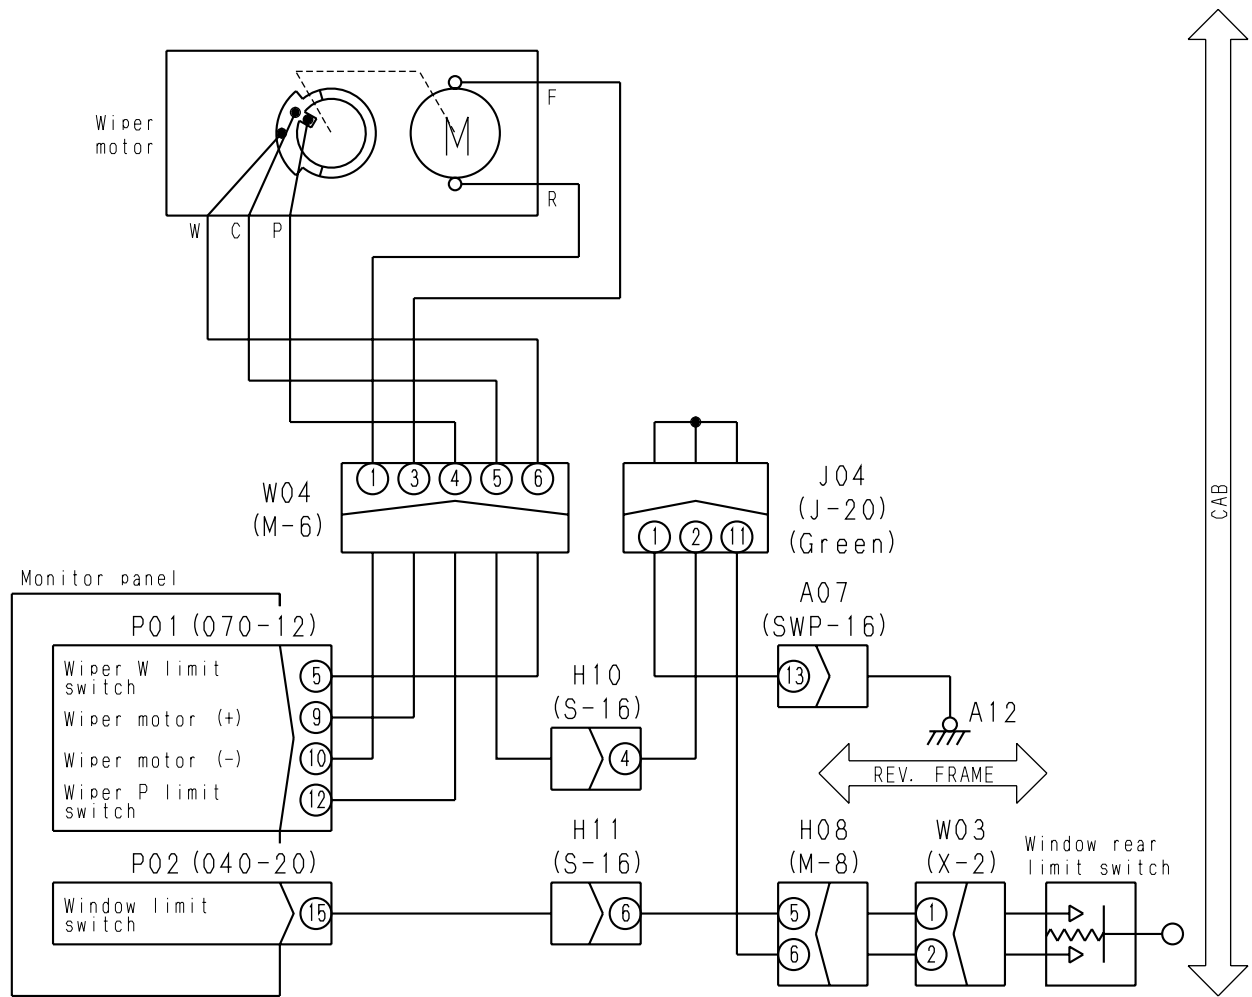 Wiper
motor
M
F
R
W C P
CAB
1 3 4 5 6
W04
(M-6)
J04
(J-20)
(Green)
1 2 11
Monitor panel
P01 (070-12)
Wiper W limit
switch
5
Wiper motor (+)
9
Wiper motor (-)
10
Wiper P limit
switch
12
A07
(SWP-16)
13
A12
H10
(S-16)
4
REV. FRAME
P02 (040-20)
Window limit
switch
15
H11
(S-16)
6
H08
(M-8)
5
6
W03
(X-2)
1
2
Window rear
limit switch